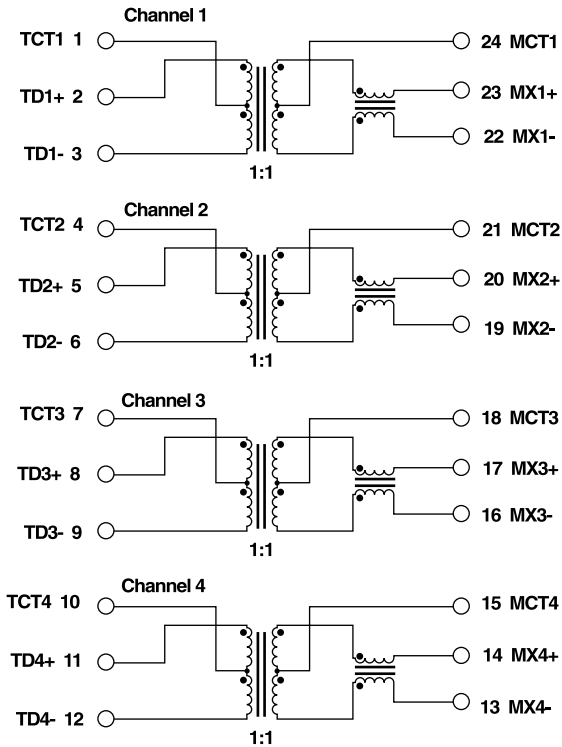 Channel 1
TCT1 1
24 MCT1
TD1+ 2
23 MX1+
22 MX1-
TD1- 3
1:1
Channel 2
TCT2 4
21 MCT2
TD2+ 5
20 MX2+
19 MX2-
TD2- 6
1:1
Channel 3
TCT3 7
18 MCT3
TD3+ 8
17 MX3+
16 MX3-
TD3- 9
1:1
Channel 4
TCT4 10
15 MCT4
TD4+ 11
14 MX4+
13 MX4-
TD4- 12
1:1